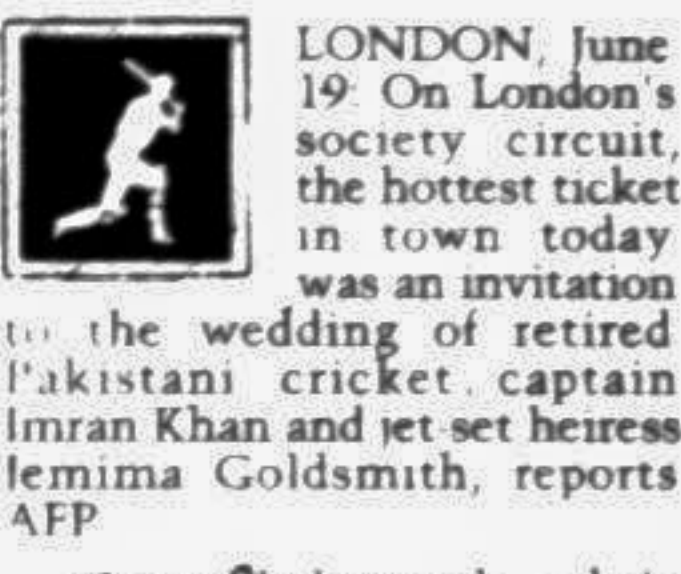 LONDON, June
19: On London's
society circuit,
the hottest ticket
in town today
was an invitation
to the wedding of retired
Pakistani cricket captain
Imran Khan and jet-set heiress
Jemima Goldsmith, reports
AFP